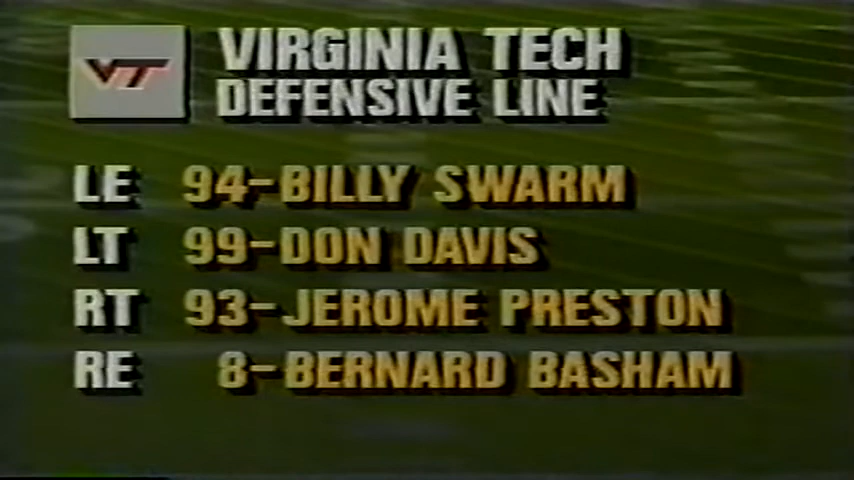 VT VIRGINIA TECH
DEFENSIVE LINE
LE 94-BILLY SWARM
LT 99-DON DAVIS
RT 93-JEROME PRESTON
RE 8-BERNARD BASHAM